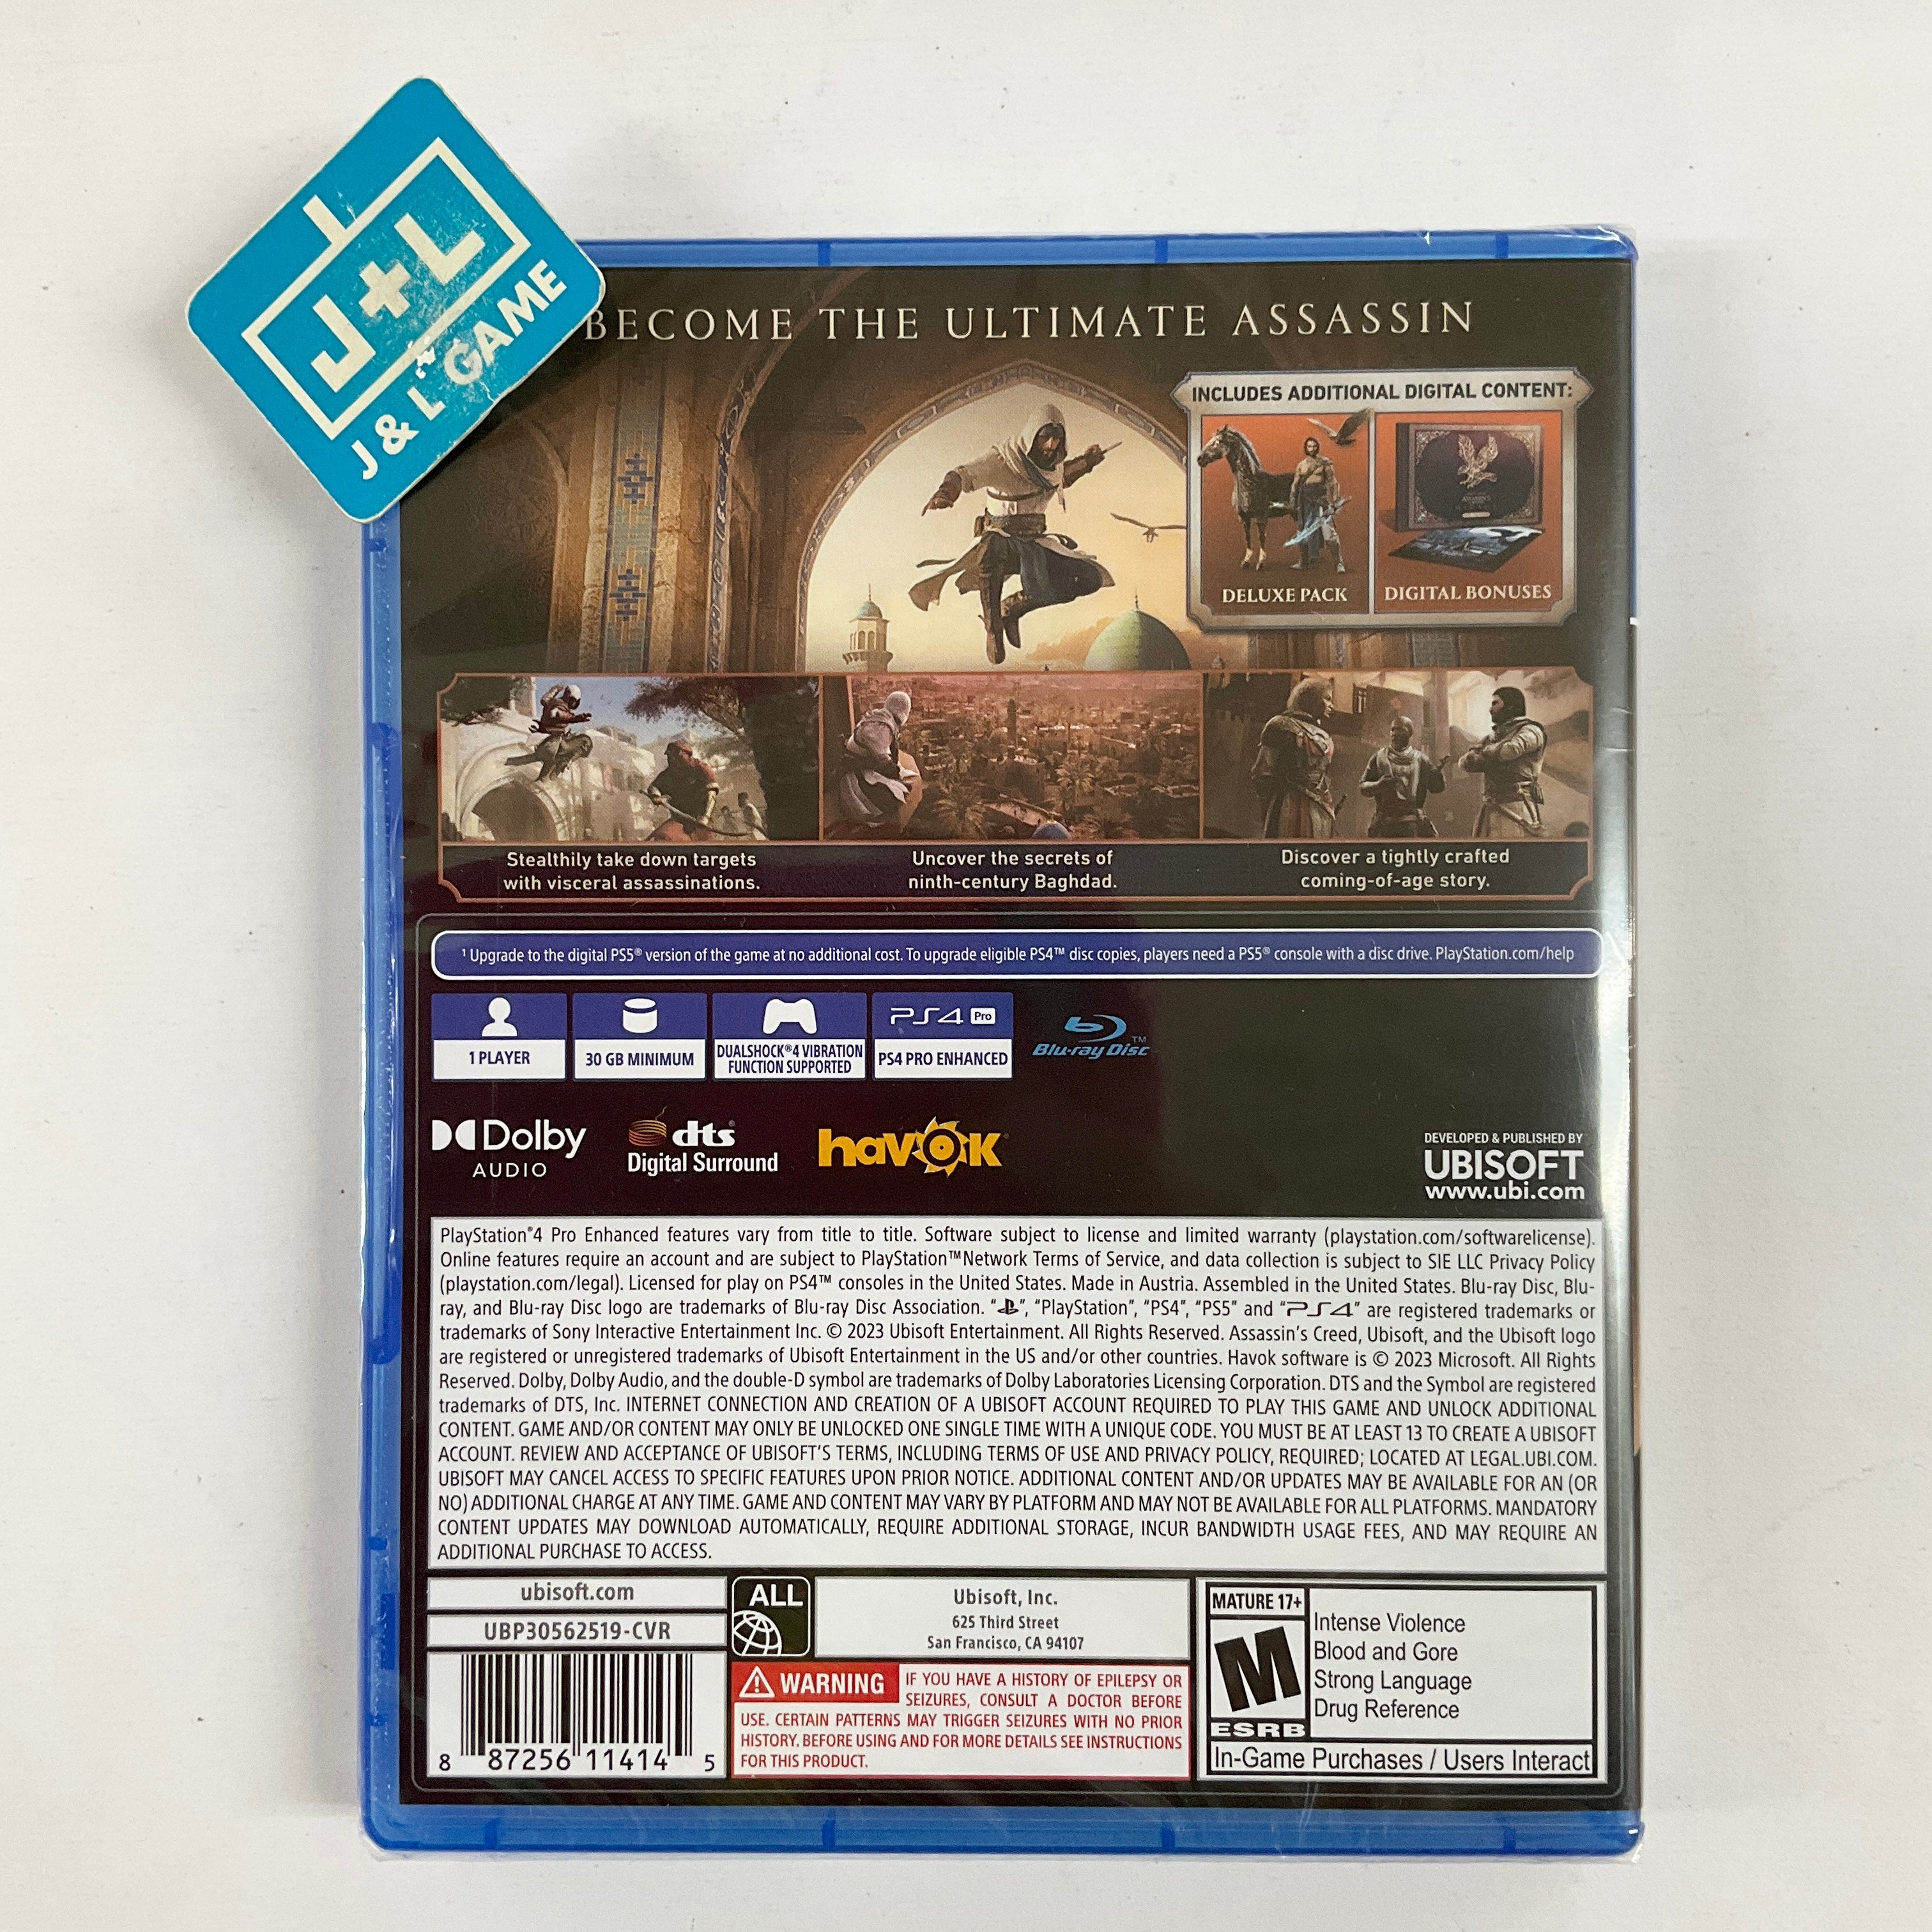 J+L
J & L GAME
BECOME THE ULTIMATE ASSASSIN
INCLUDES ADDITIONAL DIGITAL CONTENT:
DELUXE PACK
DIGITAL BONUSES
Stealthily take down targets
with visceral assassinations.
Uncover the secrets of
ninth-century Baghdad.
Discover a tightly crafted
coming-of-age story.
¹ Upgrade to the digital PS5® version of the game at no additional cost. To upgrade eligible PS4™ disc copies, players need a PS5® console with a disc drive. PlayStation.com/help
1 PLAYER
30 GB MINIMUM
DUALSHOCK®4 VIBRATION
FUNCTION SUPPORTED
PS4 Pro
PS4 PRO ENHANCED
Blu-ray Disc™
Dolby
AUDIO
dts
Digital Surround
havok
DEVELOPED & PUBLISHED BY
UBISOFT
www.ubi.com
PlayStation®4 Pro Enhanced features vary from title to title. Software subject to license and limited warranty (playstation.com/softwarelicense).
Online features require an account and are subject to PlayStation™Network Terms of Service, and data collection is subject to SIE LLC Privacy Policy
(playstation.com/legal). Licensed for play on PS4™ consoles in the United States. Made in Austria. Assembled in the United States. Blu-ray Disc, Blu-
ray, and Blu-ray Disc logo are trademarks of Blu-ray Disc Association. “ ”, “PlayStation”, “PS4”, “PS5” and “PS4” are registered trademarks or
trademarks of Sony Interactive Entertainment Inc. © 2023 Ubisoft Entertainment. All Rights Reserved. Assassin’s Creed, Ubisoft, and the Ubisoft logo
are registered or unregistered trademarks of Ubisoft Entertainment in the US and/or other countries. Havok software is © 2023 Microsoft. All Rights
Reserved. Dolby, Dolby Audio, and the double-D symbol are trademarks of Dolby Laboratories Licensing Corporation. DTS and the Symbol are registered
trademarks of DTS, Inc. INTERNET CONNECTION AND CREATION OF A UBISOFT ACCOUNT REQUIRED TO PLAY THIS GAME AND UNLOCK ADDITIONAL
CONTENT. GAME AND/OR CONTENT MAY ONLY BE UNLOCKED ONE SINGLE TIME WITH A UNIQUE CODE. YOU MUST BE AT LEAST 13 TO CREATE A UBISOFT
ACCOUNT. REVIEW AND ACCEPTANCE OF UBISOFT’S TERMS, INCLUDING TERMS OF USE AND PRIVACY POLICY, REQUIRED; LOCATED AT LEGAL.UBI.COM.
UBISOFT MAY CANCEL ACCESS TO SPECIFIC FEATURES UPON PRIOR NOTICE. ADDITIONAL CONTENT AND/OR UPDATES MAY BE AVAILABLE FOR AN (OR
NO) ADDITIONAL CHARGE AT ANY TIME. GAME AND CONTENT MAY VARY BY PLATFORM AND MAY NOT BE AVAILABLE FOR ALL PLATFORMS. MANDATORY
CONTENT UPDATES MAY DOWNLOAD AUTOMATICALLY, REQUIRE ADDITIONAL STORAGE, INCUR BANDWIDTH USAGE FEES, AND MAY REQUIRE AN
ADDITIONAL PURCHASE TO ACCESS.
ubisoft.com
UBP30562519-CVR
8 87256 11414 5
ALL
Ubisoft, Inc.
625 Third Street
San Francisco, CA 94107
WARNING IF YOU HAVE A HISTORY OF EPILEPSY OR
SEIZURES, CONSULT A DOCTOR BEFORE
USE. CERTAIN PATTERNS MAY TRIGGER SEIZURES WITH NO PRIOR
HISTORY. BEFORE USING AND FOR MORE DETAILS SEE INSTRUCTIONS
FOR THIS PRODUCT.
MATURE 17+
M
ESRB
Intense Violence
Blood and Gore
Strong Language
Drug Reference
In-Game Purchases / Users Interact